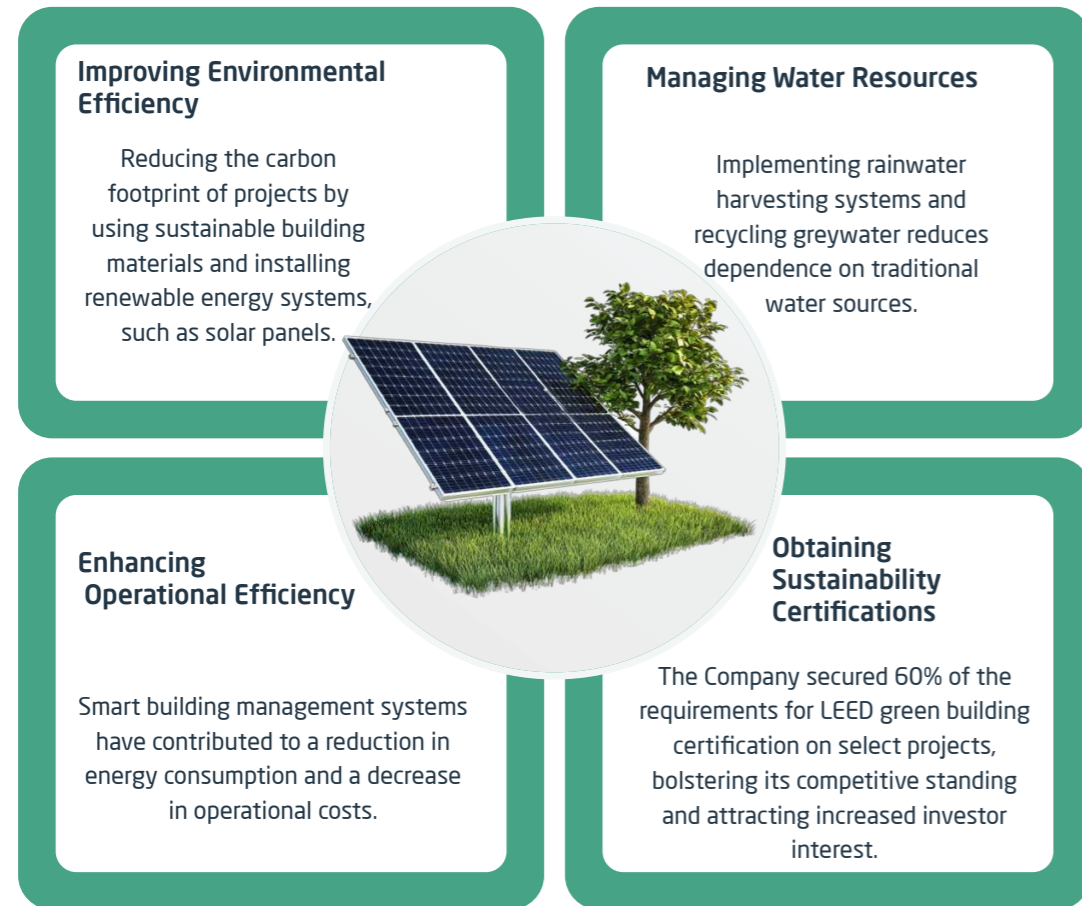 Improving Environmental
Efficiency
Reducing the carbon
footprint of projects by
using sustainable building
materials and installing
renewable energy systems,
such as solar panels.
Managing Water Resources
Implementing rainwater
harvesting systems and
recycling greywater reduces
dependence on traditional
water sources.
Enhancing
Operational Efficiency
Smart building management systems
have contributed to a reduction in
energy consumption and a decrease
in operational costs.
Obtaining
Sustainability
Certifications
The Company secured 60% of the
requirements for LEED green building
certification on select projects,
bolstering its competitive standing
and attracting increased investor
interest.